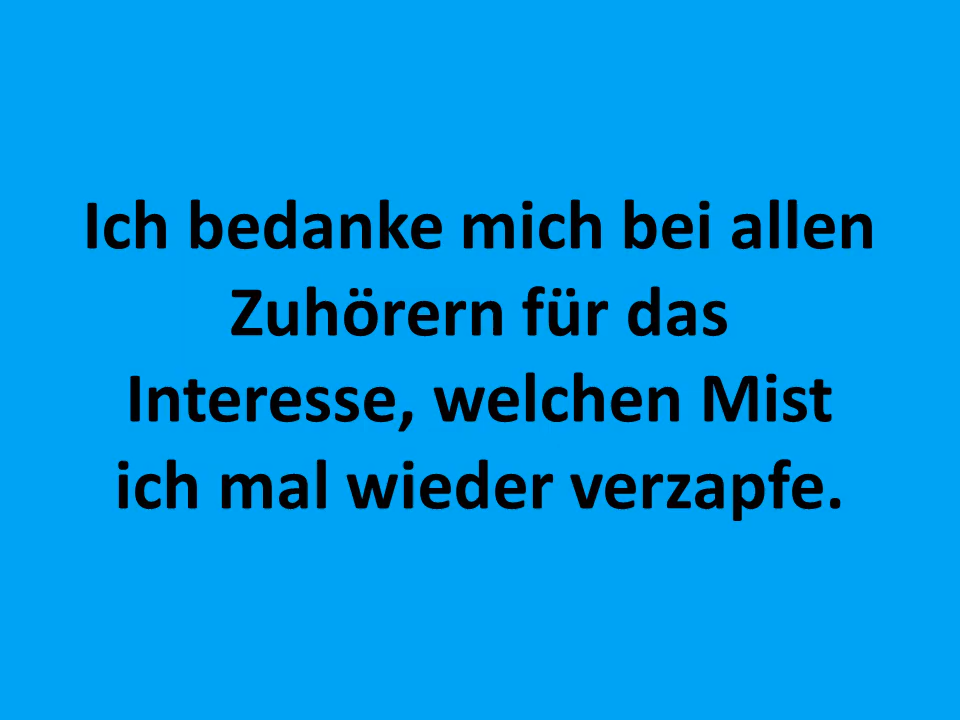 Ich bedanke mich bei allen
Zuhörern für das
Interesse, welchen Mist
ich mal wieder verzapfe.